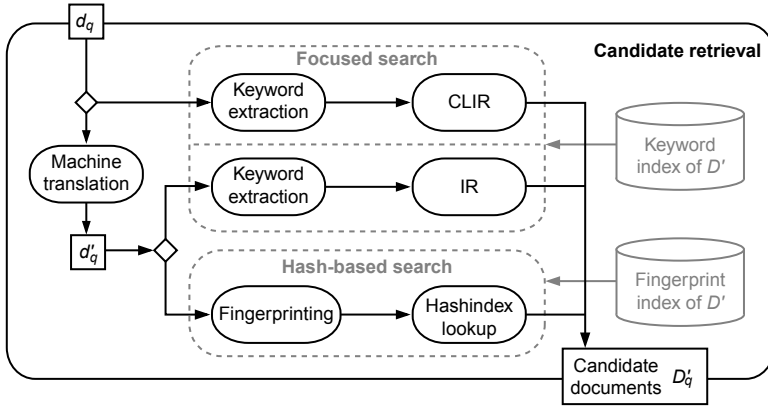 d_q
Candidate retrieval
Focused search
Keyword
extraction
CLIR
Keyword
index of D'
Machine
translation
Keyword
extraction
IR
d'_q
Hash-based search
Fingerprint
index of D'
Fingerprinting
Hashindex
lookup
Candidate
documents D'_q